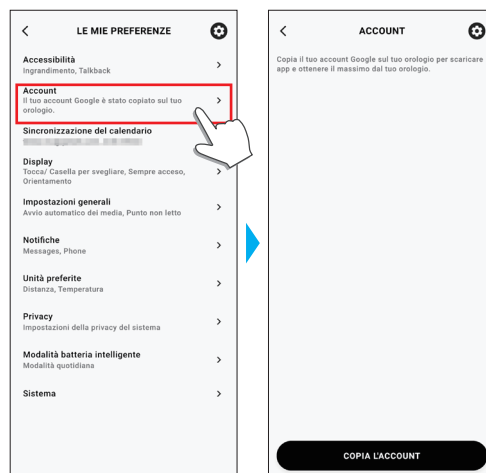 LE MIE PREFERENZE
Accessibilità
Ingrandimento, Talkback
Account
Il tuo account Google è stato copiato sul tuo
orologio.
Sincronizzazione del calendario
Display
Tocca/ Casella per svegliare, Sempre acceso,
Orientamento
Impostazioni generali
Avvio automatico dei media, Punto non letto
Notifiche
Messages, Phone
Unità preferite
Distanza, Temperatura
Privacy
Impostazioni della privacy del sistema
Modalità batteria intelligente
Modalità quotidiana
Sistema
ACCOUNT
Copia il tuo account Google sul tuo orologio per scaricare
app e ottenere il massimo dal tuo orologio.
COPIA L'ACCOUNT